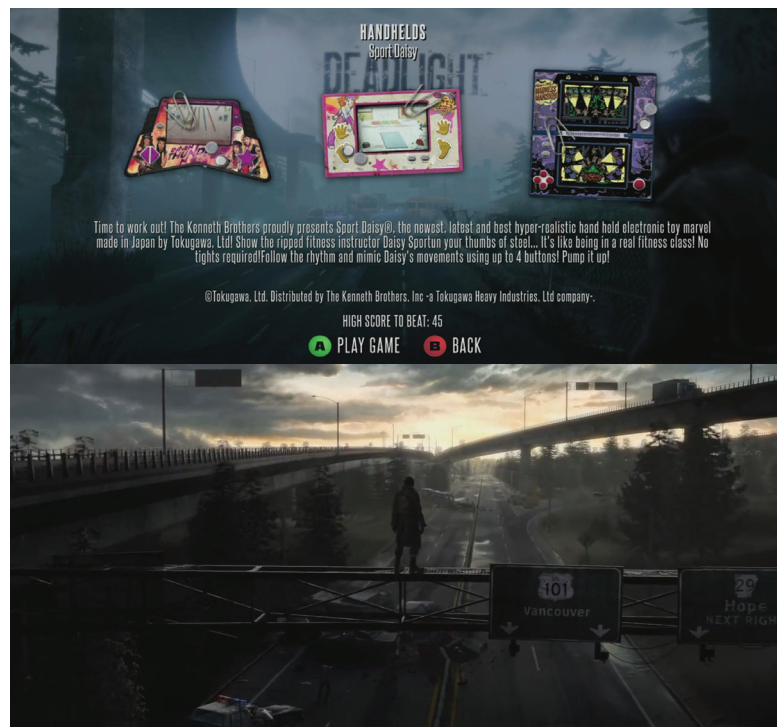 HANDHELDS
Sport Daisy
DEADLIGHT
Time to work out! The Kenneth Brothers proudly presents Sport Daisy®, the newest, latest and best hyper-realistic hand held electronic toy marvel
made in Japan by Tokugawa, Ltd! Show the ripped fitness instructor Daisy Sportun your thumbs of steel... It's like being in a real fitness class! No
tights required!Follow the rhythm and mimic Daisy's movements using up to 4 buttons! Pump it up!
©Tokugawa, Ltd. Distributed by The Kenneth Brothers, Inc -a Tokugawa Heavy Industries, Ltd company-.
HIGH SCORE TO BEAT: 45
A PLAY GAME B BACK
101
Vancouver
29
Hope
NEXT RIGH